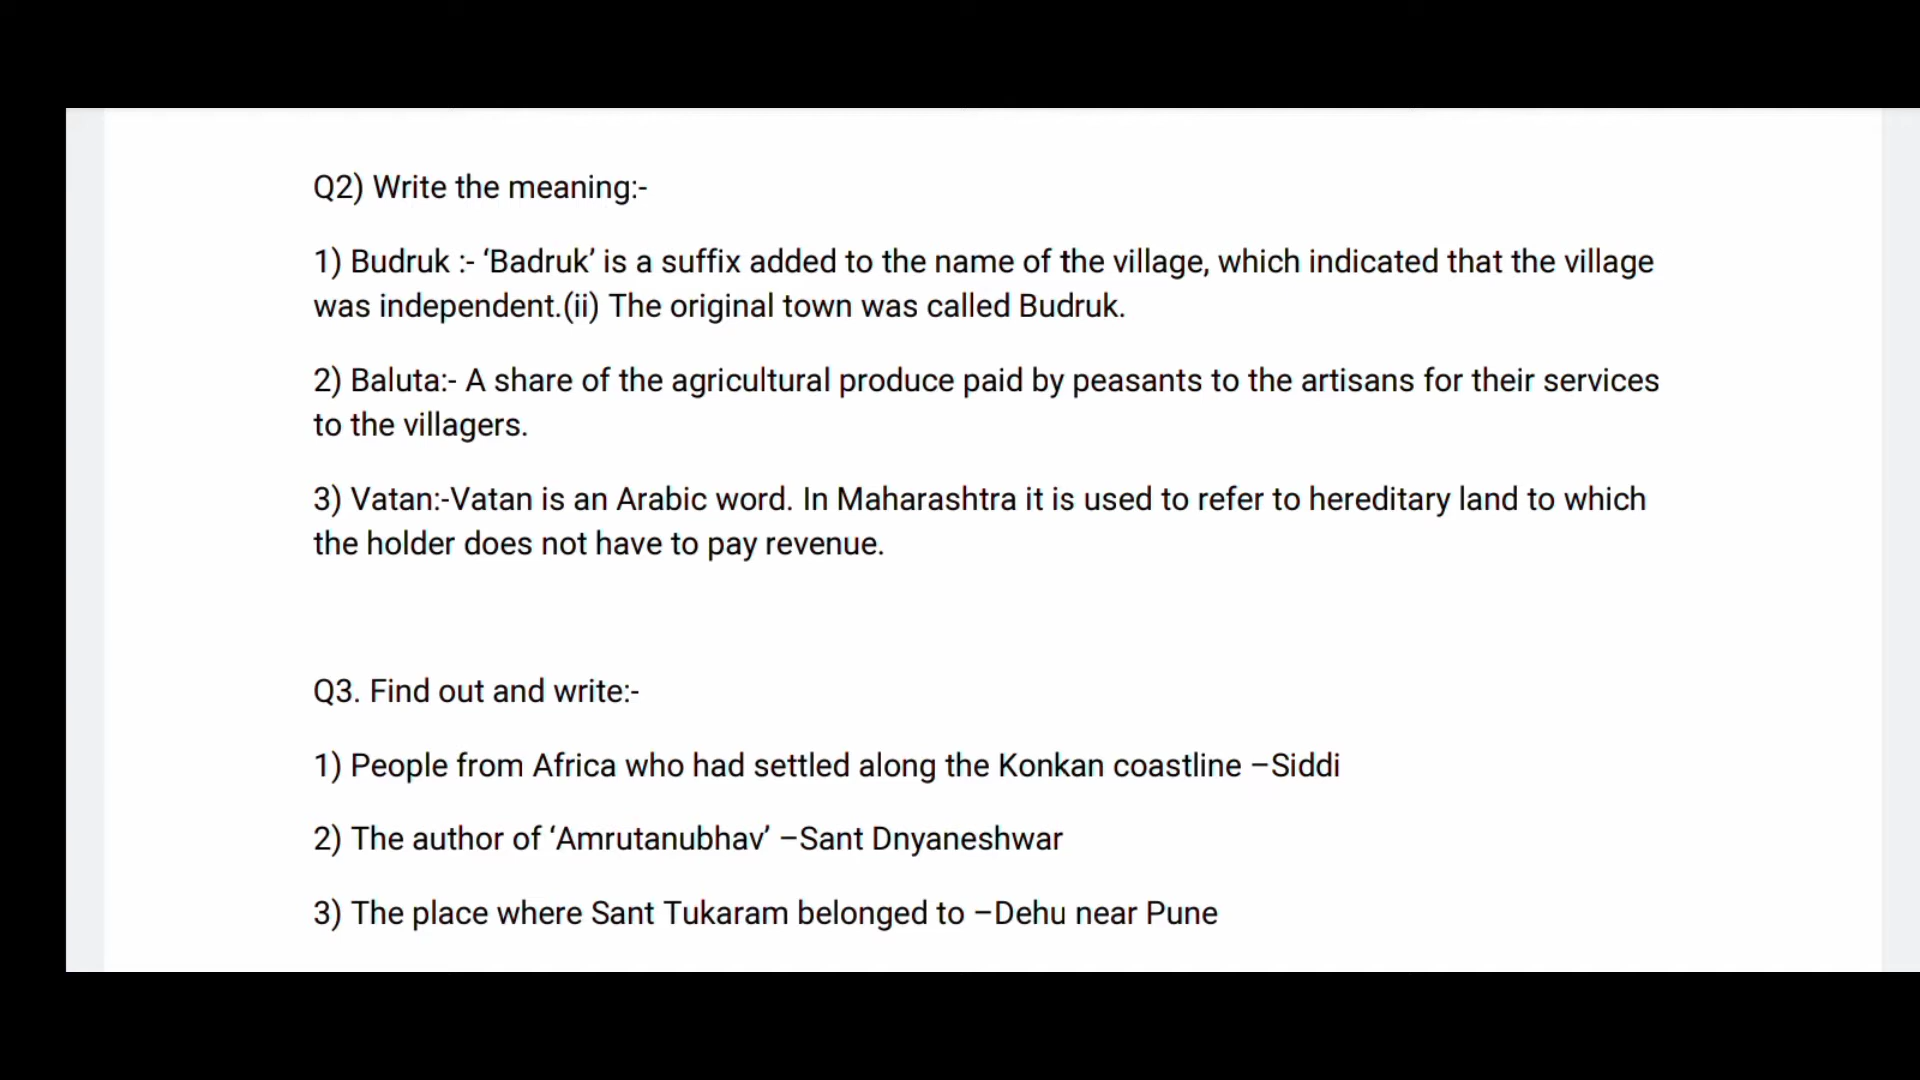 Q2) Write the meaning:-
1) Budruk :- ‘Badruk’ is a suffix added to the name of the village, which indicated that the village
was independent.(ii) The original town was called Budruk.
2) Baluta:- A share of the agricultural produce paid by peasants to the artisans for their services
to the villagers.
3) Vatan:-Vatan is an Arabic word. In Maharashtra it is used to refer to hereditary land to which
the holder does not have to pay revenue.
Q3. Find out and write:-
1) People from Africa who had settled along the Konkan coastline –Siddi
2) The author of ‘Amrutanubhav’ –Sant Dnyaneshwar
3) The place where Sant Tukaram belonged to –Dehu near Pune